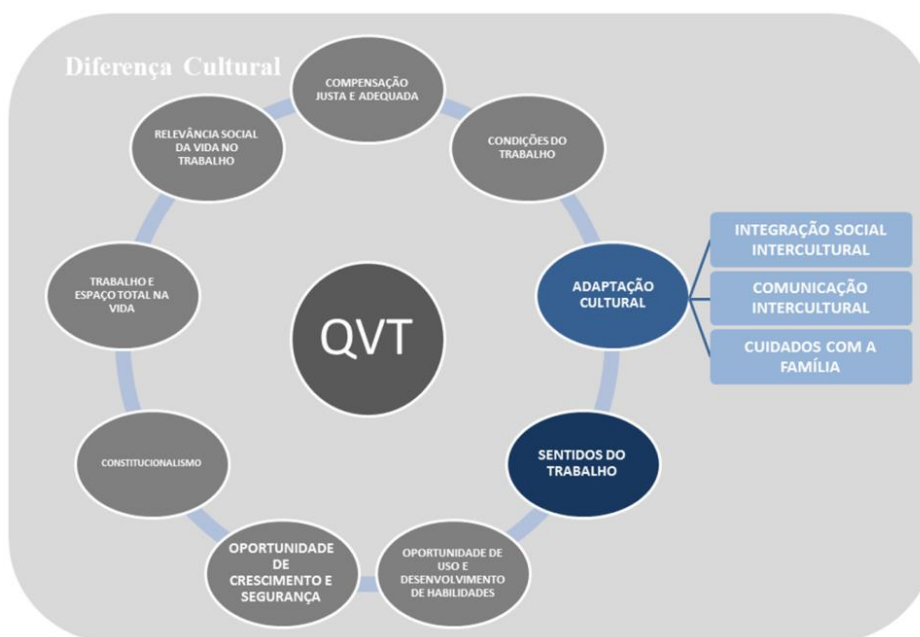 Diferença Cultural
COMPENSAÇÃO
JUSTA E ADEQUADA
CONDIÇÕES DO
TRABALHO
ADAPTAÇÃO
CULTURAL
INTEGRAÇÃO SOCIAL
INTERCULTURAL
COMUNICAÇÃO
INTERCULTURAL
CUIDADOS COM A
FAMÍLIA
SENTIDOS DO
TRABALHO
OPORTUNIDADE DE
USO E
DESENVOLVIMENTO
DE HABILIDADES
OPORTUNIDADE
DE
CRESCIMENTO E
SEGURANÇA
CONSTITUCIONALISMO
TRABALHO E
ESPAÇO TOTAL NA
VIDA
RELEVÂNCIA SOCIAL
DA VIDA NO
TRABALHO
QVT